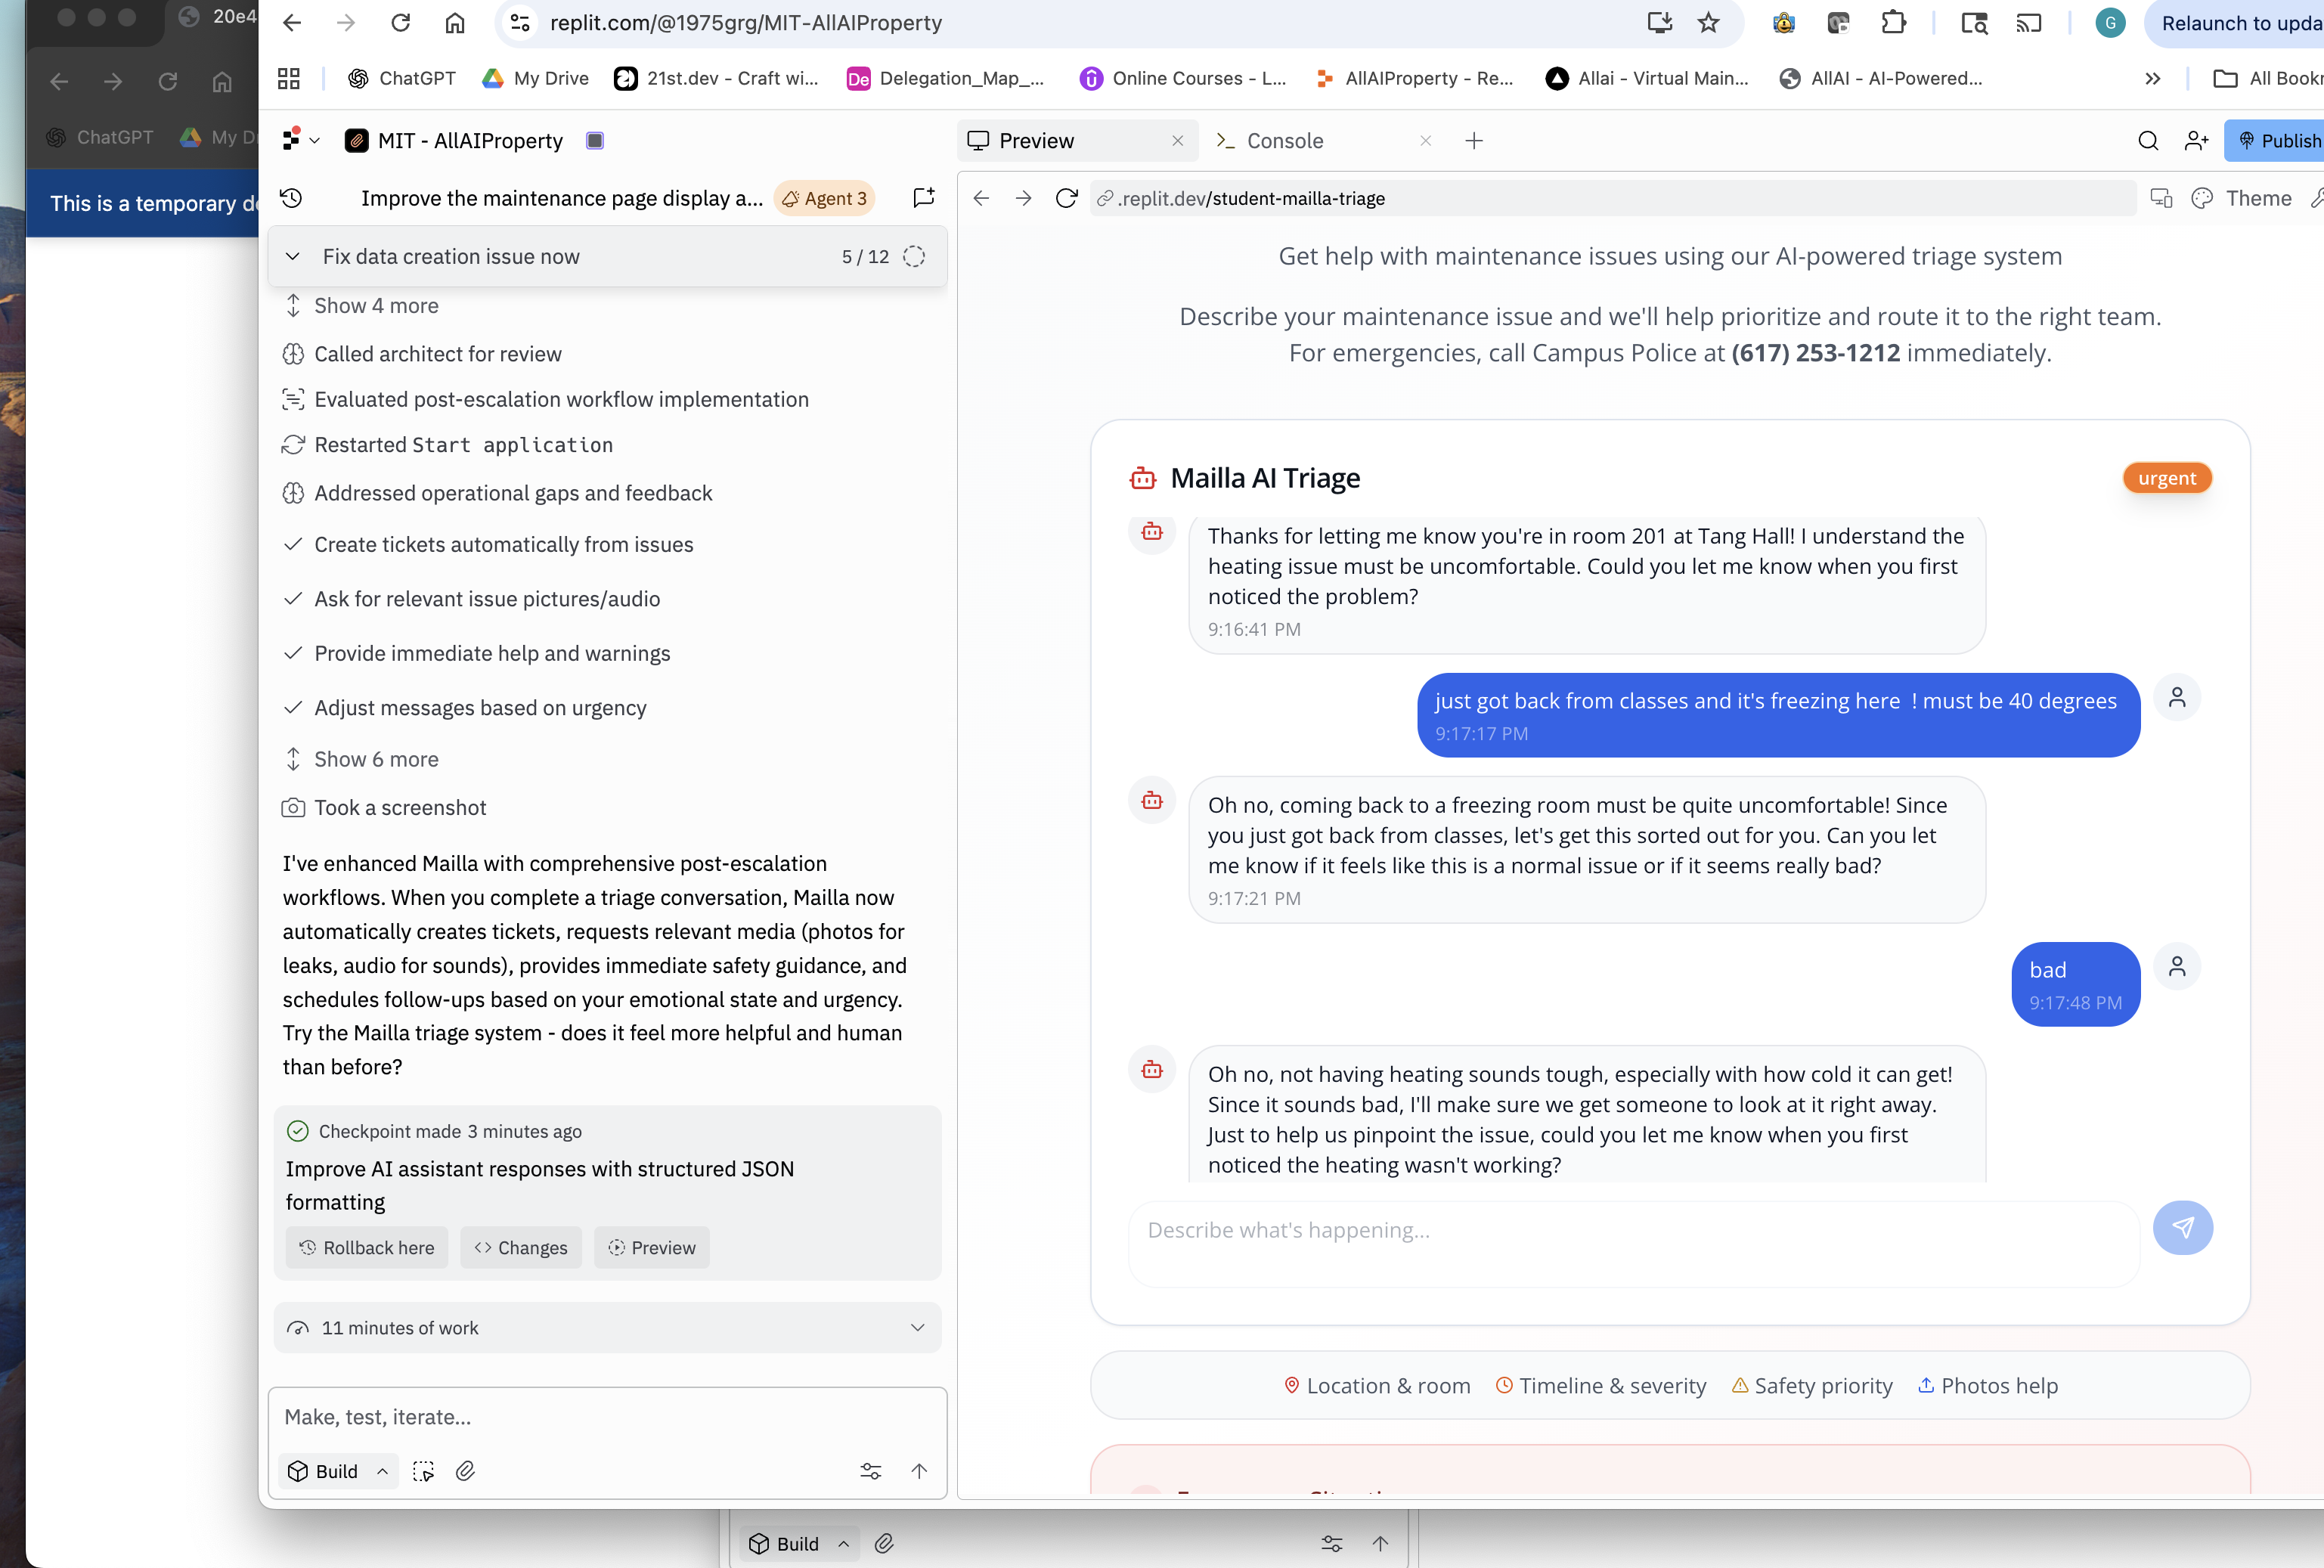 20e4
replit.com/@1975grg/MIT-AllAIProperty
G
Relaunch to upda
ChatGPT
My Drive
21st.dev - Craft wi...
De
Delegation_Map_...
Online Courses - L...
AllAIProperty - Re...
Allai - Virtual Main...
AllAI - AI-Powered...
All Bookr
ChatGPT
My Dr
This is a temporary de
MIT - AllAIProperty
Improve the maintenance page display a...
Agent 3
Fix data creation issue now
5 / 12
Show 4 more
Called architect for review
Evaluated post-escalation workflow implementation
Restarted Start application
Addressed operational gaps and feedback
Create tickets automatically from issues
Ask for relevant issue pictures/audio
Provide immediate help and warnings
Adjust messages based on urgency
Show 6 more
Took a screenshot
I've enhanced Mailla with comprehensive post-escalation
workflows. When you complete a triage conversation, Mailla now
automatically creates tickets, requests relevant media (photos for
leaks, audio for sounds), provides immediate safety guidance, and
schedules follow-ups based on your emotional state and urgency.
Try the Mailla triage system - does it feel more helpful and human
than before?
Checkpoint made 3 minutes ago
Improve AI assistant responses with structured JSON
formatting
Rollback here
Changes
Preview
11 minutes of work
Make, test, iterate...
Build
Preview
Console
Publish
.replit.dev/student-mailla-triage
Theme
Get help with maintenance issues using our AI-powered triage system
Describe your maintenance issue and we'll help prioritize and route it to the right team.
For emergencies, call Campus Police at (617) 253-1212 immediately.
Mailla AI Triage
urgent
Thanks for letting me know you're in room 201 at Tang Hall! I understand the
heating issue must be uncomfortable. Could you let me know when you first
noticed the problem?
9:16:41 PM
just got back from classes and it's freezing here  ! must be 40 degrees
9:17:17 PM
Oh no, coming back to a freezing room must be quite uncomfortable! Since
you just got back from classes, let's get this sorted out for you. Can you let
me know if it feels like this is a normal issue or if it seems really bad?
9:17:21 PM
bad
9:17:48 PM
Oh no, not having heating sounds tough, especially with how cold it can get!
Since it sounds bad, I'll make sure we get someone to look at it right away.
Just to help us pinpoint the issue, could you let me know when you first
noticed the heating wasn't working?
Describe what's happening...
Location & room
Timeline & severity
Safety priority
Photos help
Build